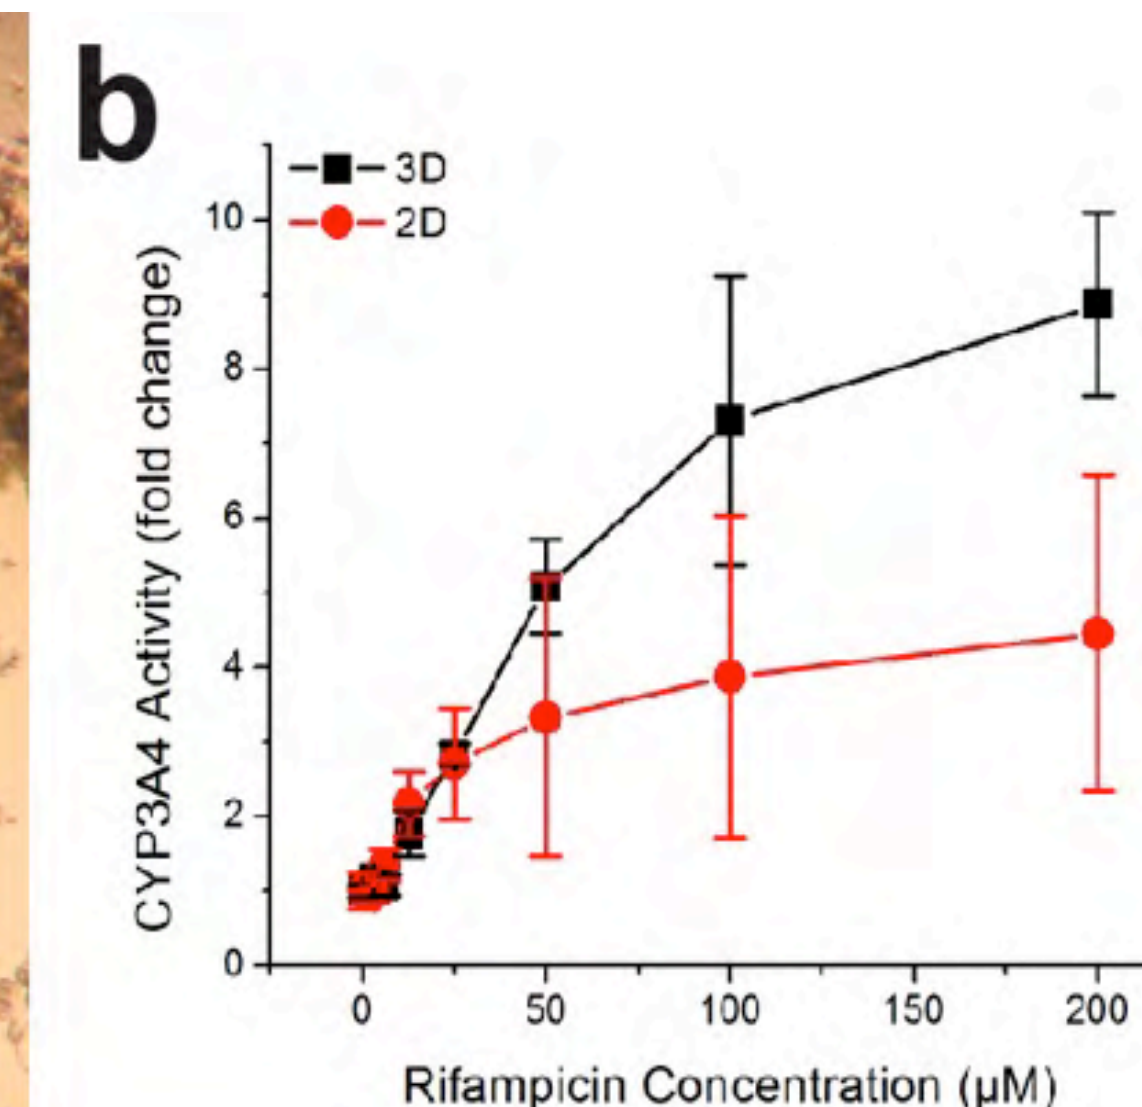 b
3D
2D
10
8
6
4
2
0
CYP3A4 Activity (fold change)
0 50 100 150 200
Rifampicin Concentration (µM)